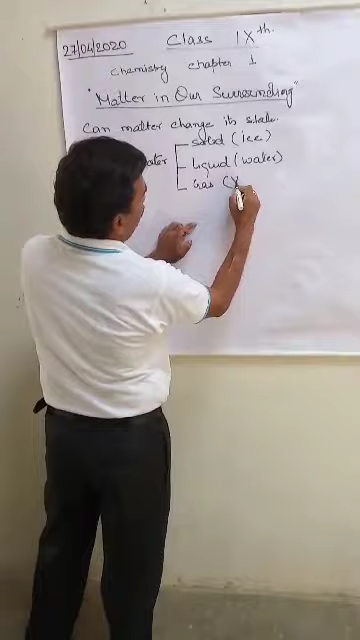 27/04/2020 Class IXth
Chemistry chapter 1
"Matter in Our Surrounding"
Can matter change its state.
solid (ice)
ater liquid (water)
Gas (